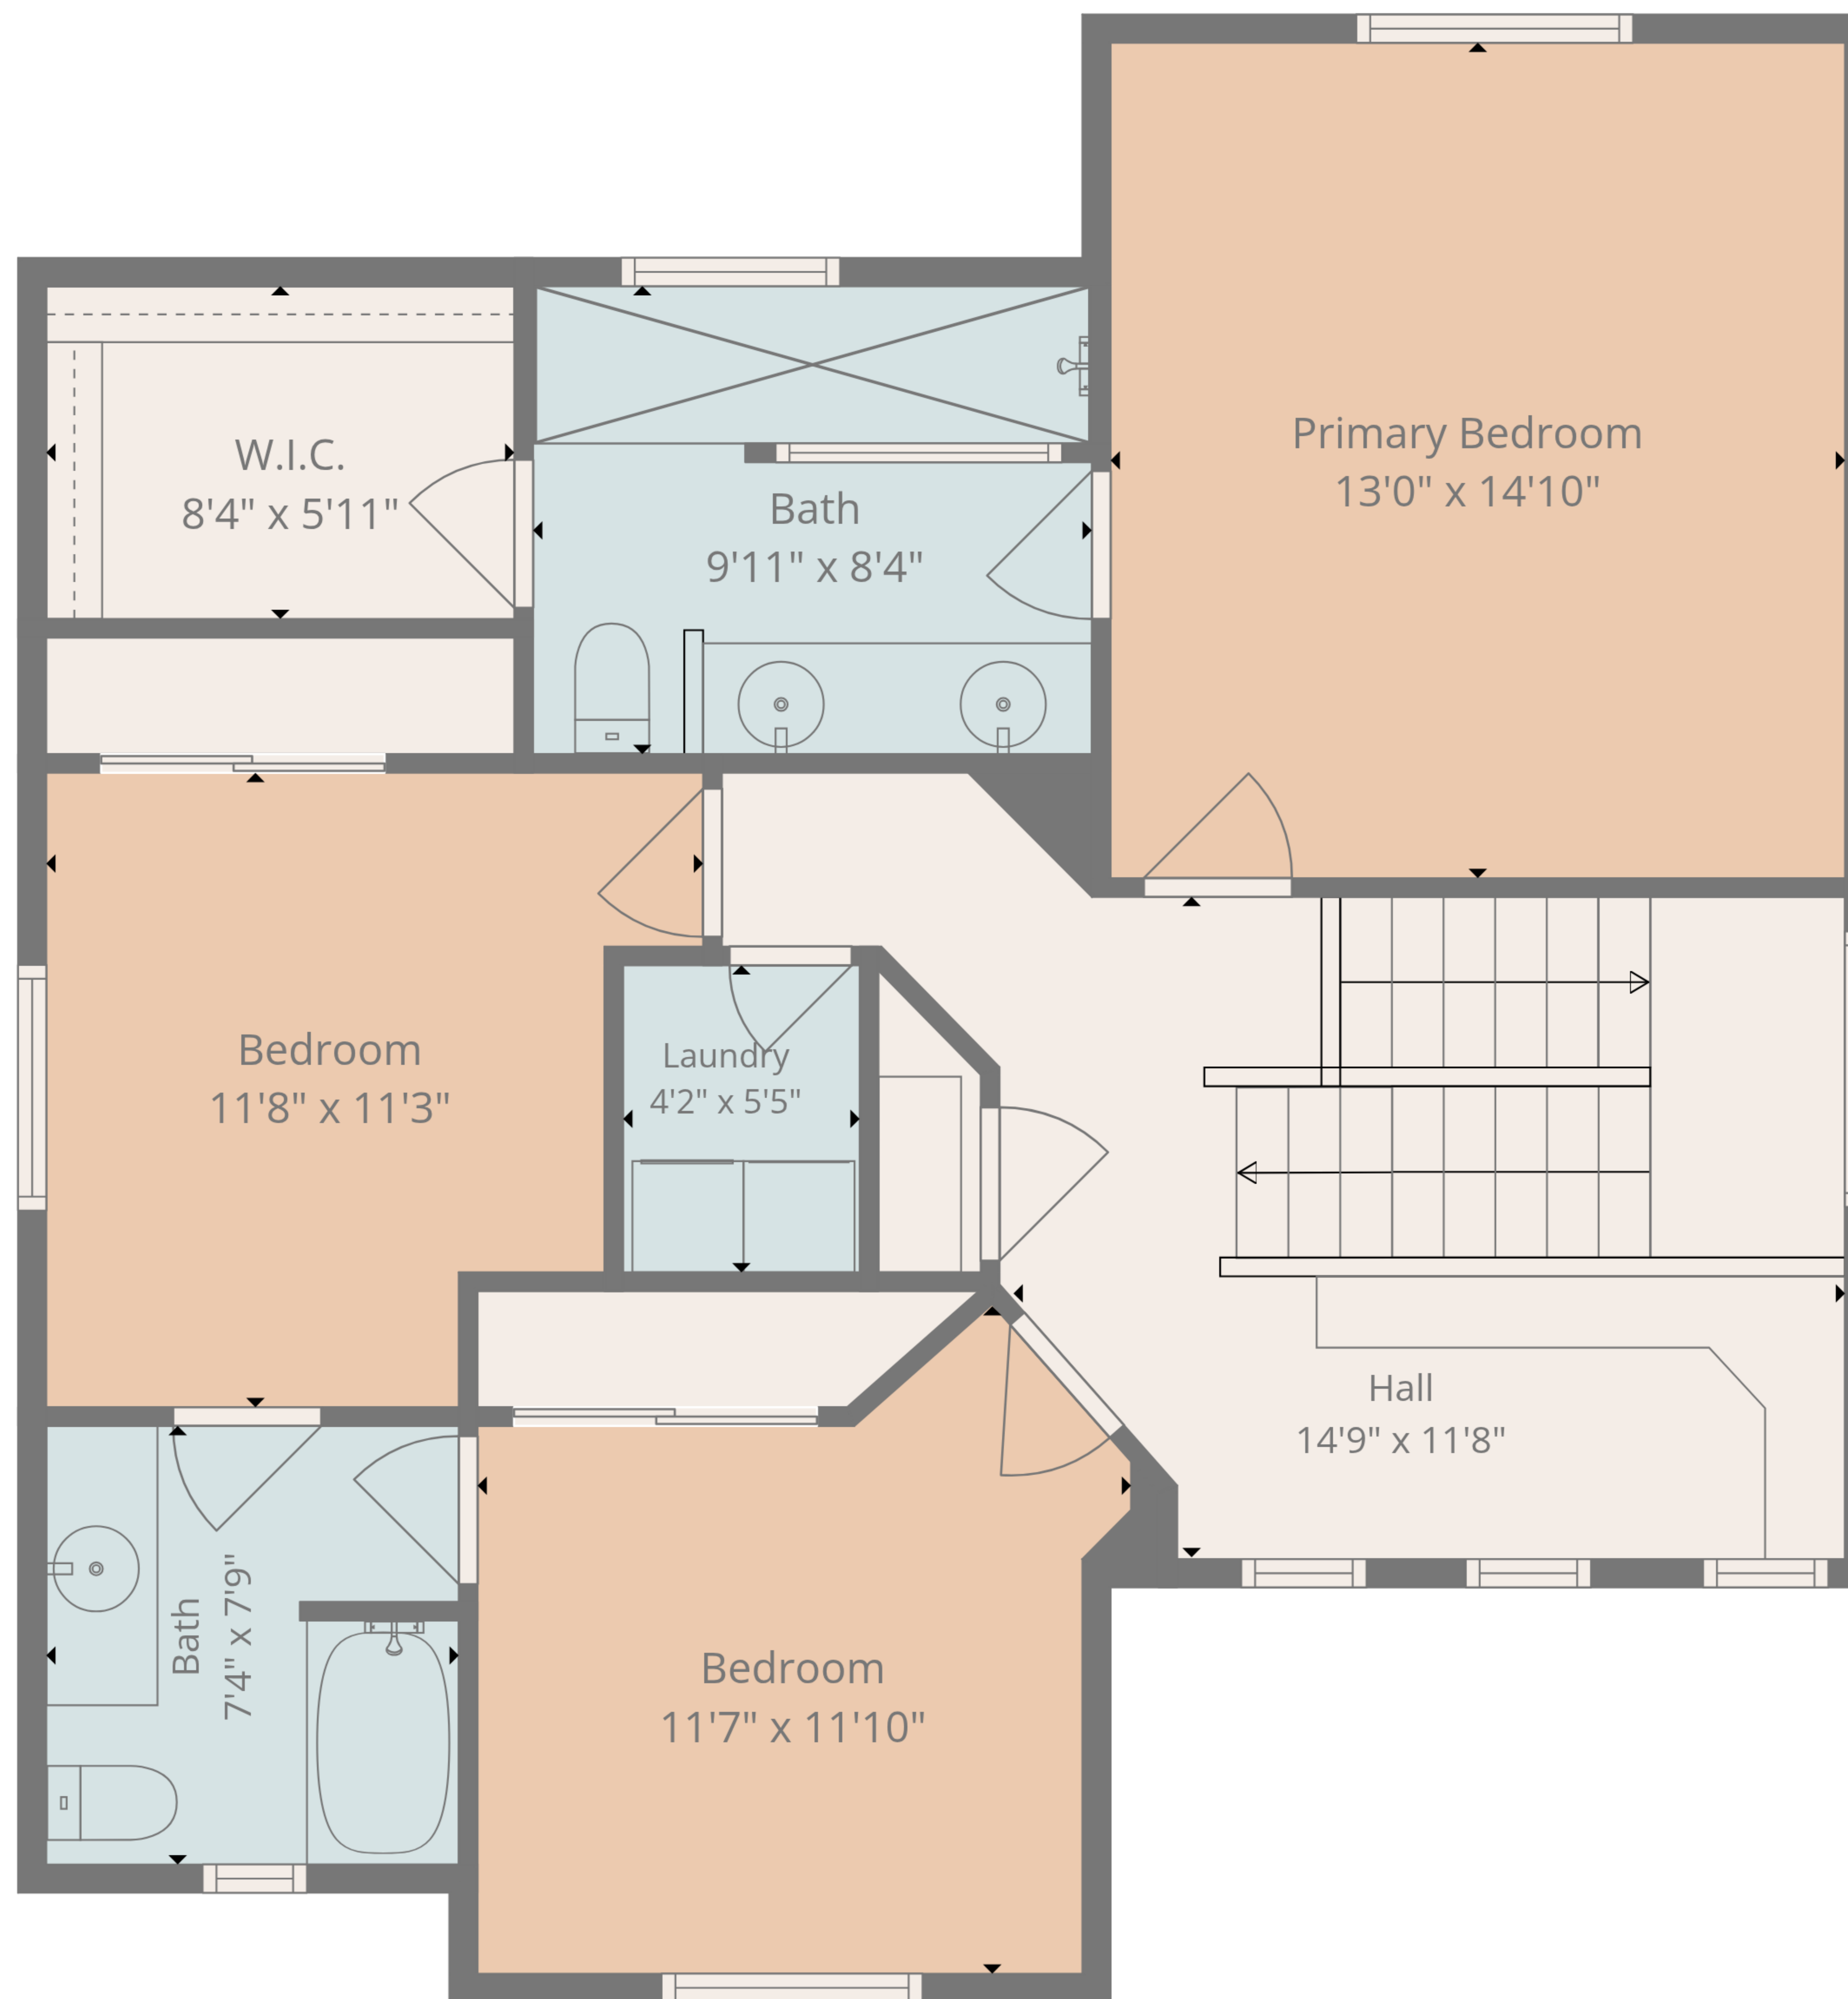 Primary Bedroom
13'0" x 14'10"
W.I.C.
8'4" x 5'11"
Bath
9'11" x 8'4"
Bedroom
11'8" x 11'3"
Laundry
4'2" x 5'5"
Hall
14'9" x 11'8"
Bath
7'4" x 7'9"
Bedroom
11'7" x 11'10"